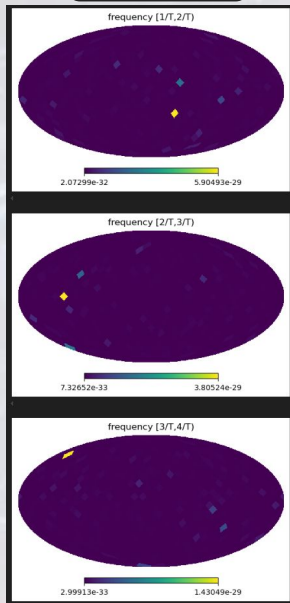 frequency [1/T,2/T]
2.07299e-32 5.90493e-29
frequency [2/T,3/T]
7.32652e-33 3.80524e-29
frequency [3/T,4/T]
2.99913e-33 1.43049e-29